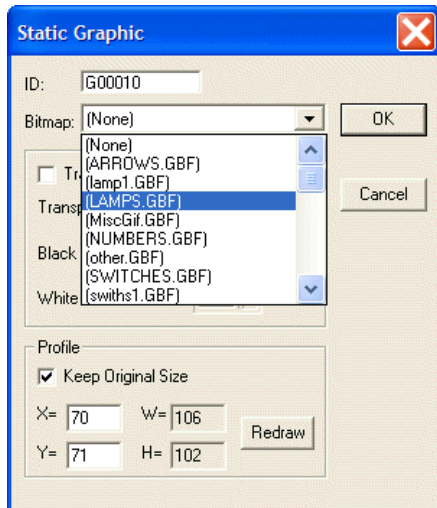 Static Graphic
ID: G00010
Bitmap: (None) OK
(None)
(ARROWS.GBF)
(lamp1.GBF)
(LAMPS.GBF) Cancel
(MiscGif.GBF)
(NUMBERS.GBF)
Black (other.GBF)
(SWITCHES.GBF)
White (swiths1.GBF)
Profile
Keep Original Size
X= 70 W= 106
Redraw
Y= 71 H= 102